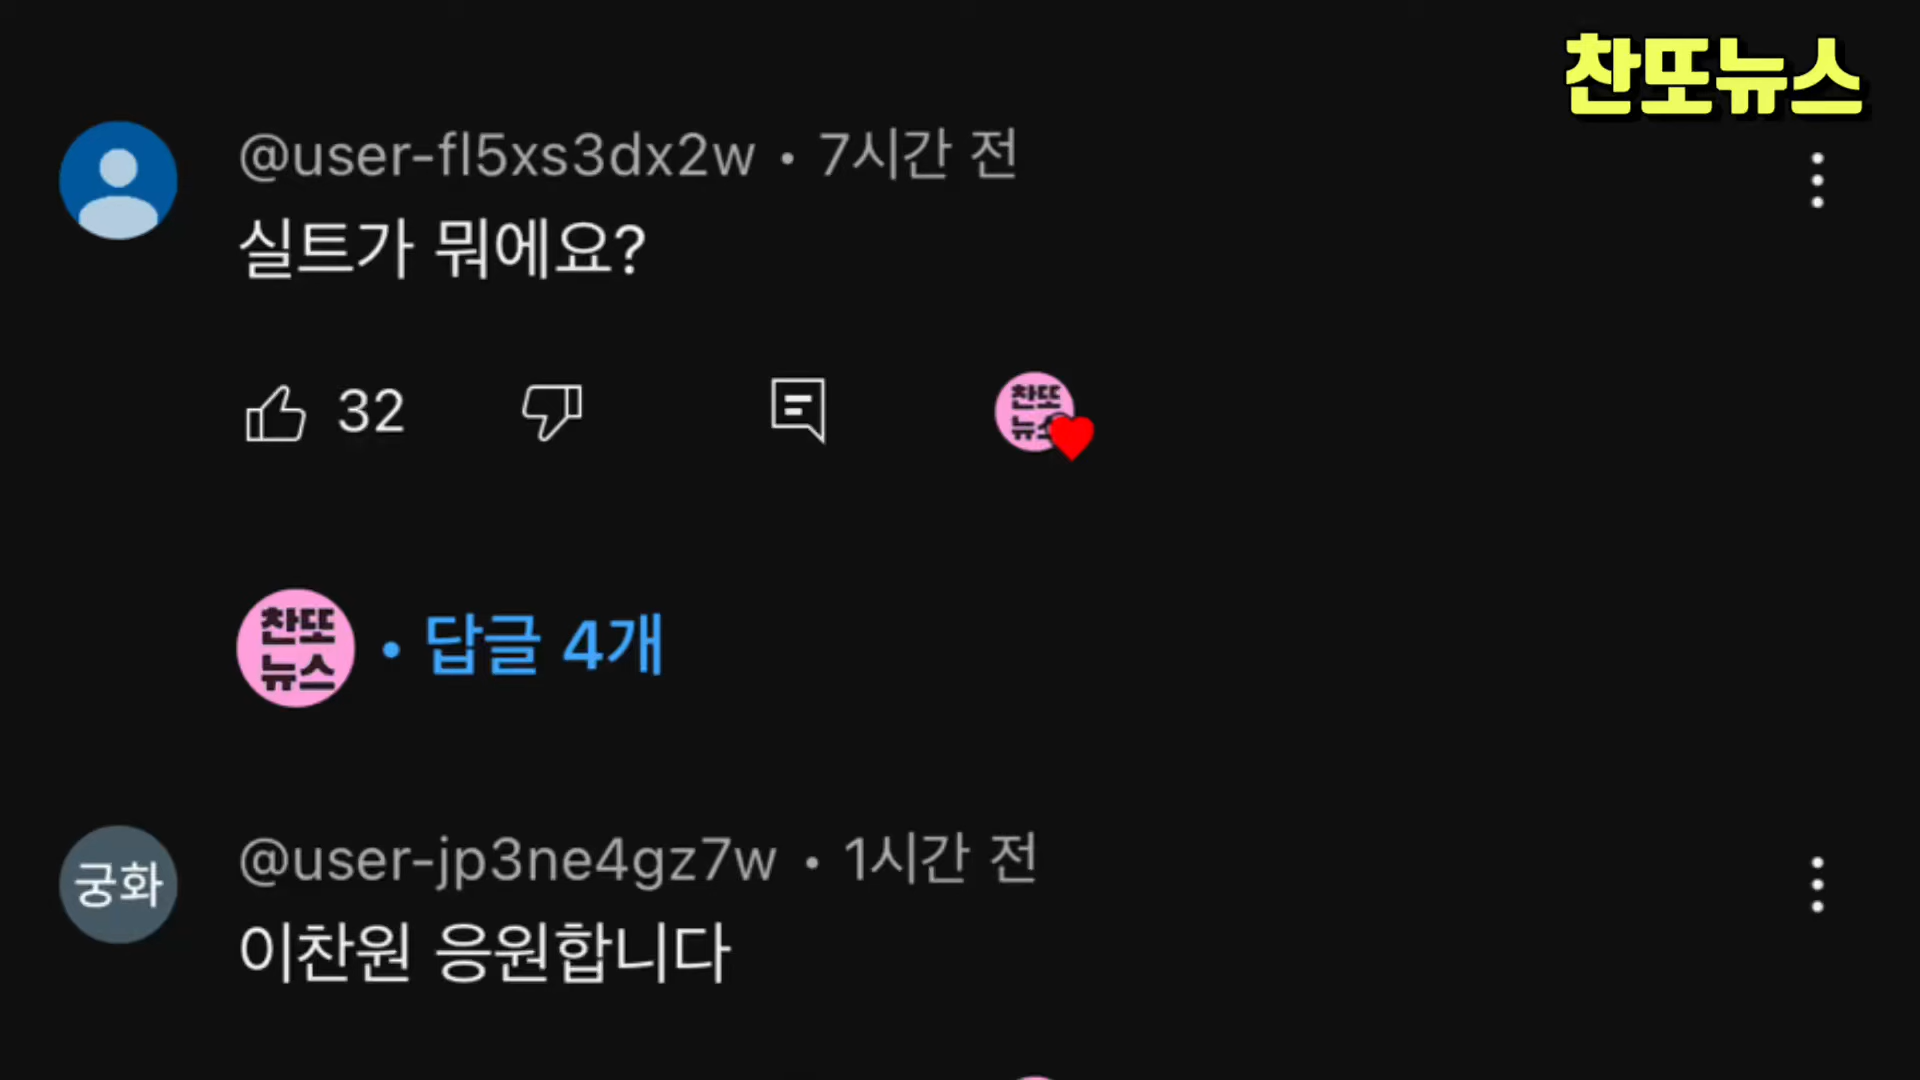 찬또뉴스
@user-fl5xs3dx2w • 7시간 전
실트가 뭐에요?
32
찬또
뉴스
찬또
뉴스
• 답글 4개
궁화
@user-jp3ne4gz7w • 1시간 전
이찬원 응원합니다